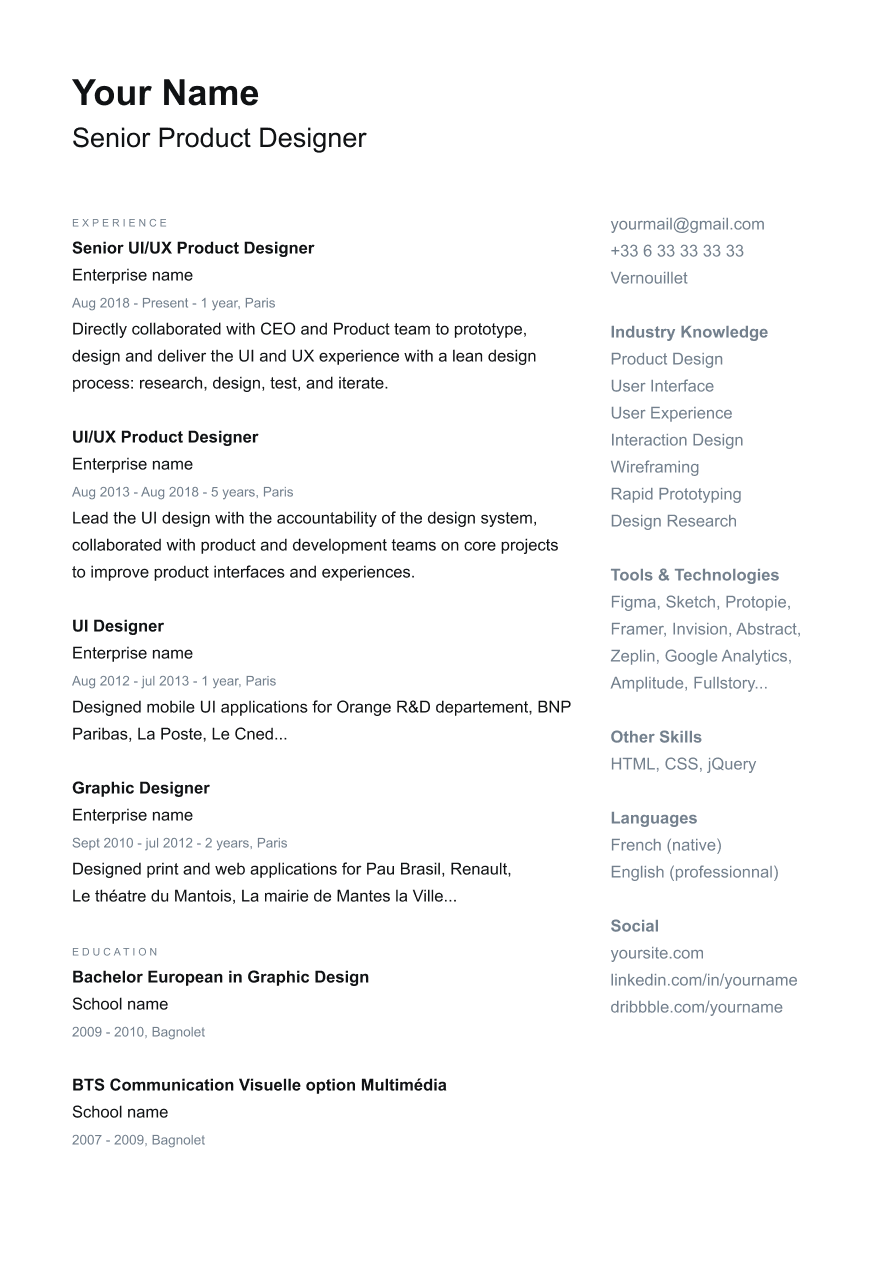 Your Name
Senior Product Designer
EXPERIENCE
Senior UI/UX Product Designer
Enterprise name
Aug 2018 - Present - 1 year, Paris
Directly collaborated with CEO and Product team to prototype,
design and deliver the UI and UX experience with a lean design
process: research, design, test, and iterate.
UI/UX Product Designer
Enterprise name
Aug 2013 - Aug 2018 - 5 years, Paris
Lead the UI design with the accountability of the design system,
collaborated with product and development teams on core projects
to improve product interfaces and experiences.
UI Designer
Enterprise name
Aug 2012 - jul 2013 - 1 year, Paris
Designed mobile UI applications for Orange R&D departement, BNP
Paribas, La Poste, Le Cned...
Graphic Designer
Enterprise name
Sept 2010 - jul 2012 - 2 years, Paris
Designed print and web applications for Pau Brasil, Renault,
Le théatre du Mantois, La mairie de Mantes la Ville...
EDUCATION
Bachelor European in Graphic Design
School name
2009 - 2010, Bagnolet
BTS Communication Visuelle option Multimédia
School name
2007 - 2009, Bagnolet
yourmail@gmail.com
+33 6 33 33 33 33
Vernouillet
Industry Knowledge
Product Design
User Interface
User Experience
Interaction Design
Wireframing
Rapid Prototyping
Design Research
Tools & Technologies
Figma, Sketch, Protopie,
Framer, Invision, Abstract,
Zeplin, Google Analytics,
Amplitude, Fullstory...
Other Skills
HTML, CSS, jQuery
Languages
French (native)
English (professionnal)
Social
yoursite.com
linkedin.com/in/yourname
dribbble.com/yourname